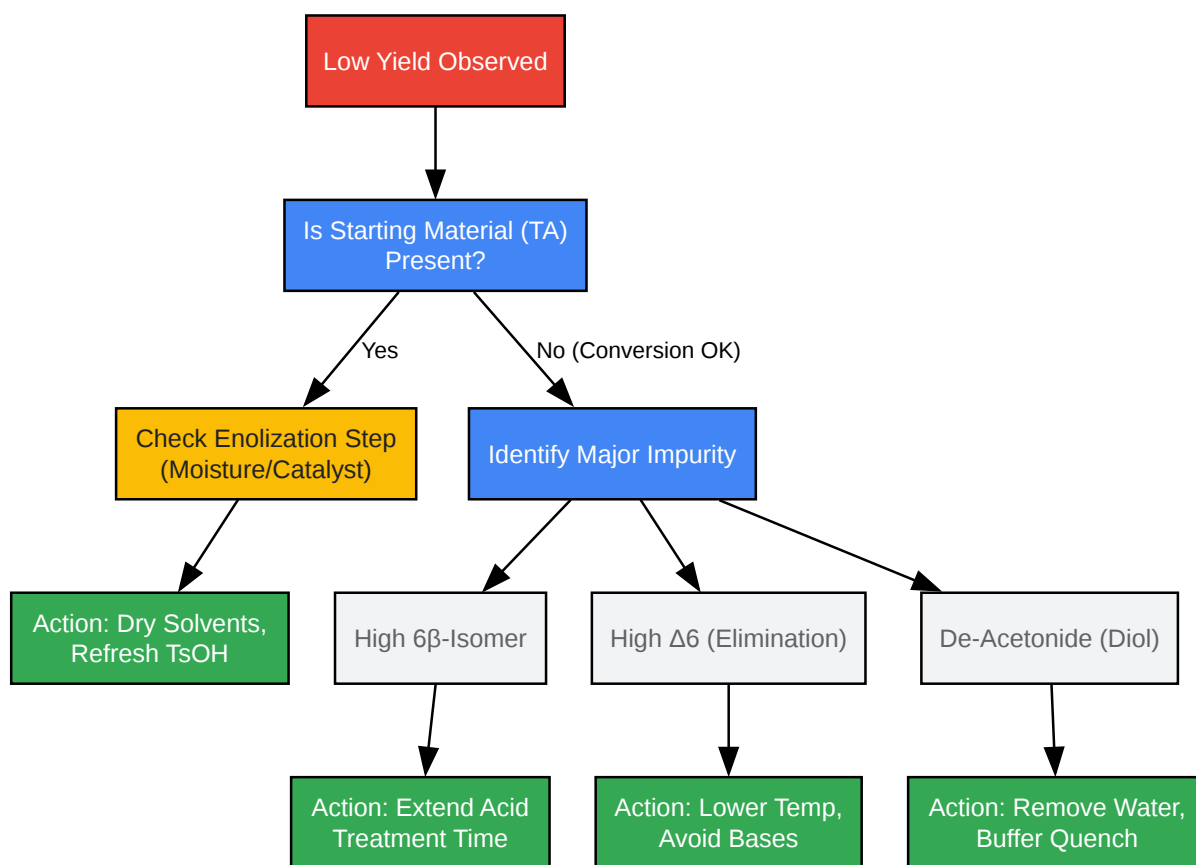 Low Yield Observed
Is Starting Material (TA)
Present?
Yes
No (Conversion OK)
Check Enolization Step
(Moisture/Catalyst)
Identify Major Impurity
Action: Dry Solvents,
Refresh TsOH
High 6β-Isomer
High Δ6 (Elimination)
De-Acetonide (Diol)
Action: Extend Acid
Treatment Time
Action: Lower Temp,
Avoid Bases
Action: Remove Water,
Buffer Quench